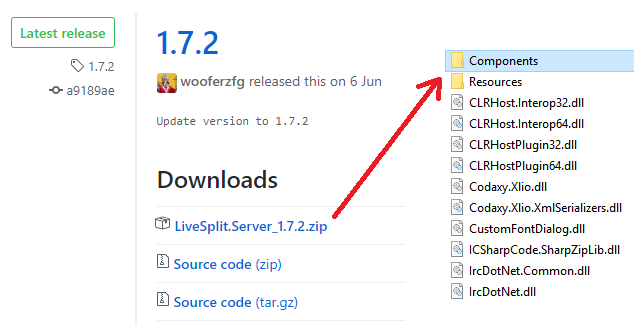 Latest release
1.7.2
a9189ae
1.7.2
wooferzfg released this on 6 Jun
Update version to 1.7.2
Downloads
LiveSplit.Server_1.7.2.zip
Source code (zip)
Source code (tar.gz)
Components
Resources
CLRHost.Interop32.dll
CLRHost.Interop64.dll
CLRHostPlugin32.dll
CLRHostPlugin64.dll
Codaxy.Xlio.dll
Codaxy.Xlio.XmlSerializers.dll
CustomFontDialog.dll
ICSharpCode.SharpZipLib.dll
IrcDotNet.Common.dll
IrcDotNet.dll